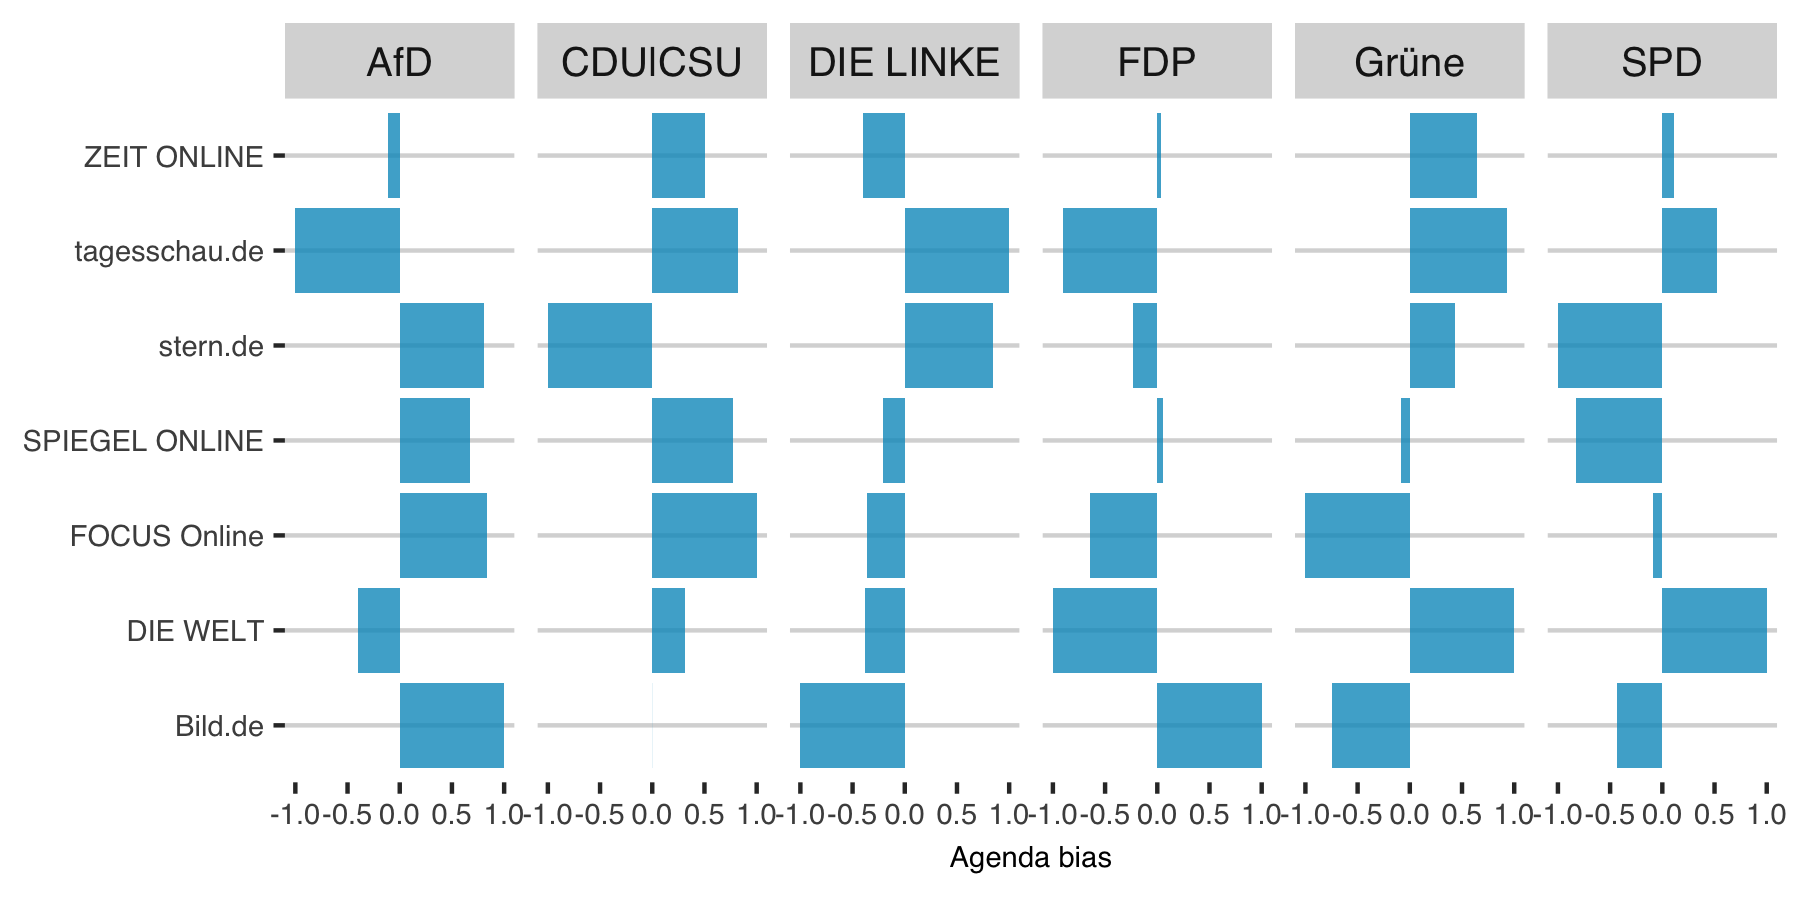 AfD CDU|CSU DIE LINKE FDP Grüne SPD
ZEIT ONLINE
tagesschau.de
stern.de
SPIEGEL ONLINE
FOCUS Online
DIE WELT
Bild.de
-1.0 -0.5 0.0 0.5 1.0 -1.0 -0.5 0.0 0.5 1.0 -1.0 -0.5 0.0 0.5 1.0 -1.0 -0.5 0.0 0.5 1.0 -1.0 -0.5 0.0 0.5 1.0 -1.0 -0.5 0.0 0.5 1.0
Agenda bias